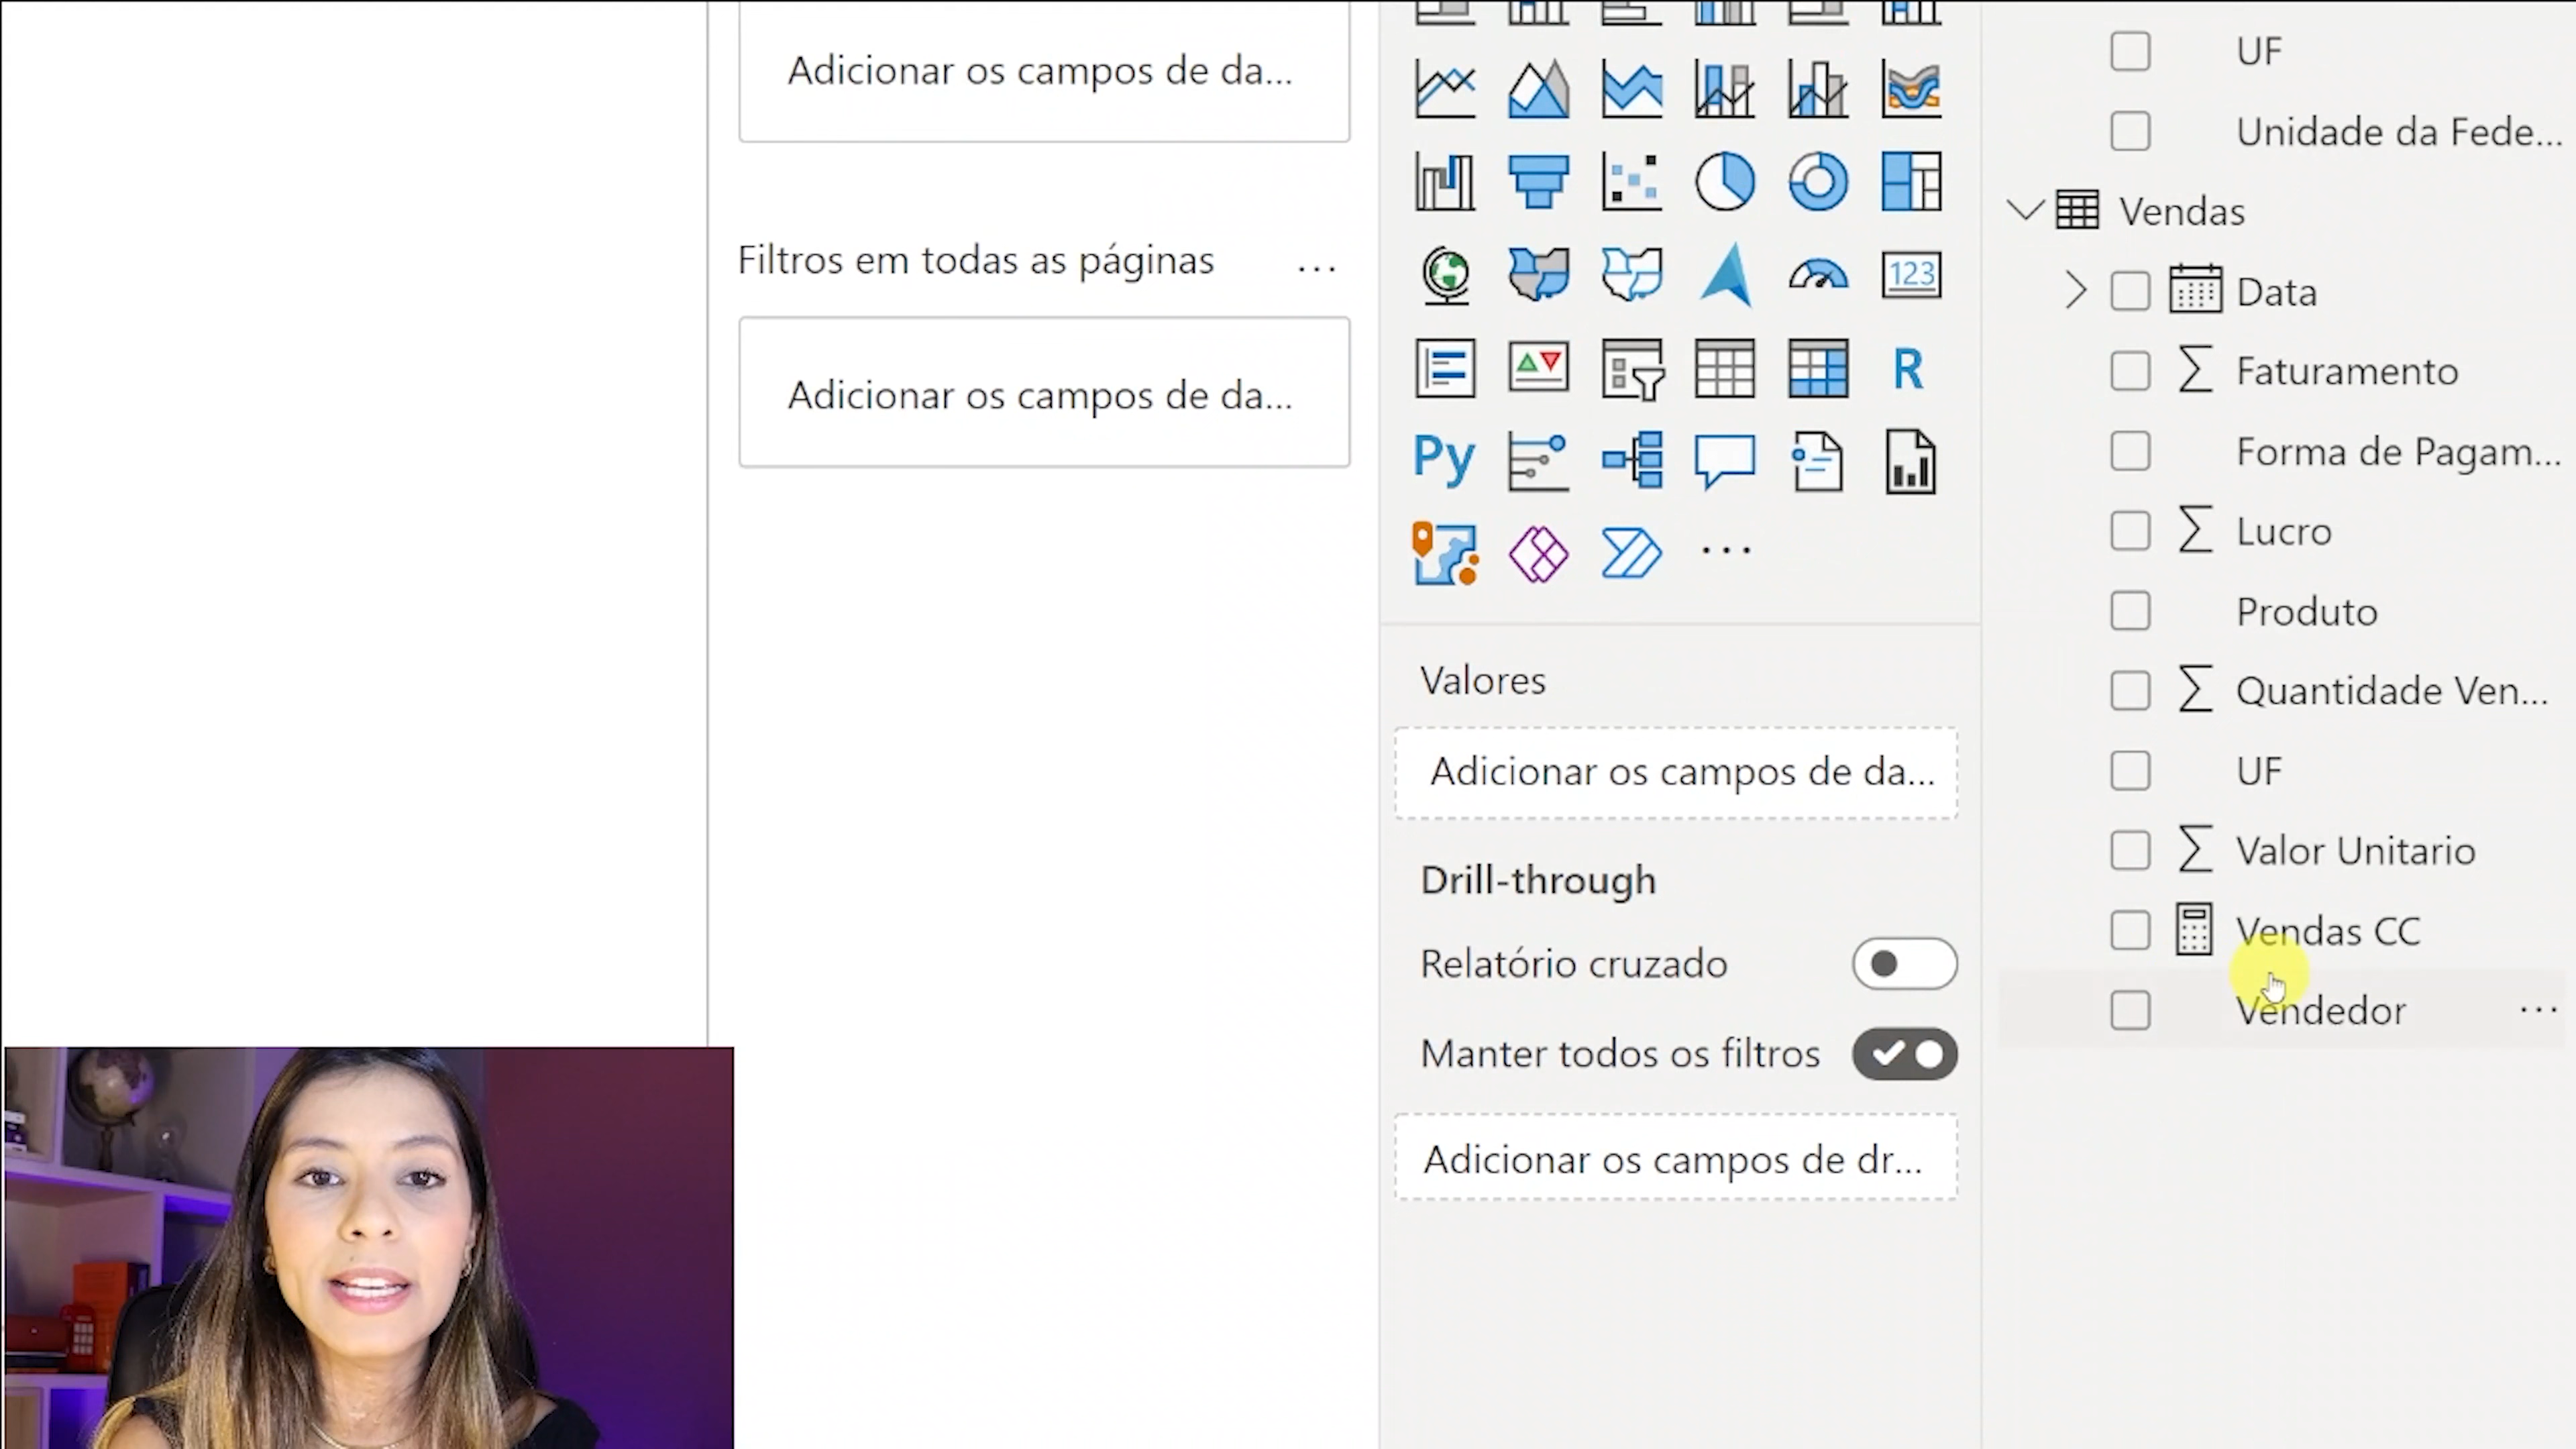 Adicionar os campos de da...
Filtros em todas as páginas
...
Adicionar os campos de da...
123
R
Py
...
Valores
Adicionar os campos de da...
Drill-through
Relatório cruzado
Manter todos os filtros
Adicionar os campos de dr...
UF
Unidade da Fede...
Vendas
Data
Faturamento
Forma de Pagam...
Lucro
Produto
Quantidade Ven...
UF
Valor Unitario
Vendas CC
Vendedor
...